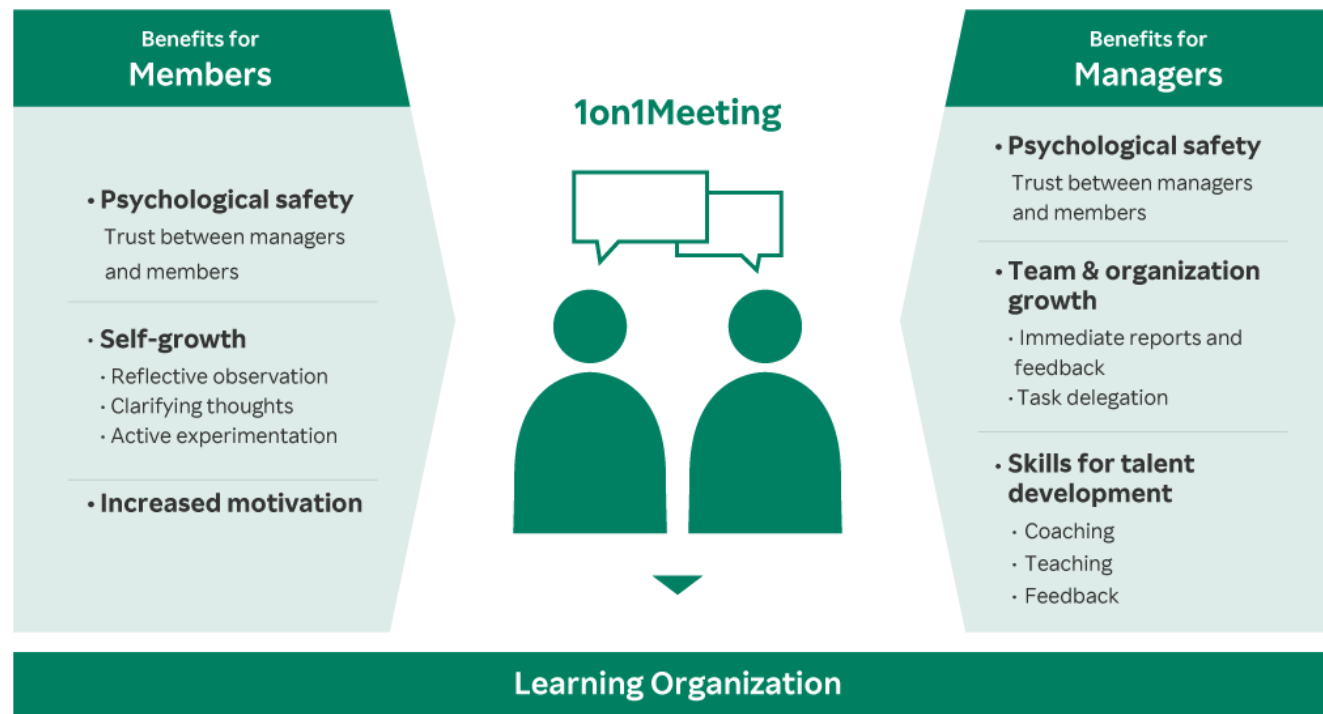 Benefits for
Members
• Psychological safety
Trust between managers
and members
· Self-growth
· Reflective observation
· Clarifying thoughts
· Active experimentation
• Increased motivation
1on1Meeting
Benefits for
Managers
• Psychological safety
Trust between managers
and members
• Team & organization
growth
· Immediate reports and
feedback
· Task delegation
· Skills for talent
development
· Coaching
· Teaching
· Feedback
Learning Organization